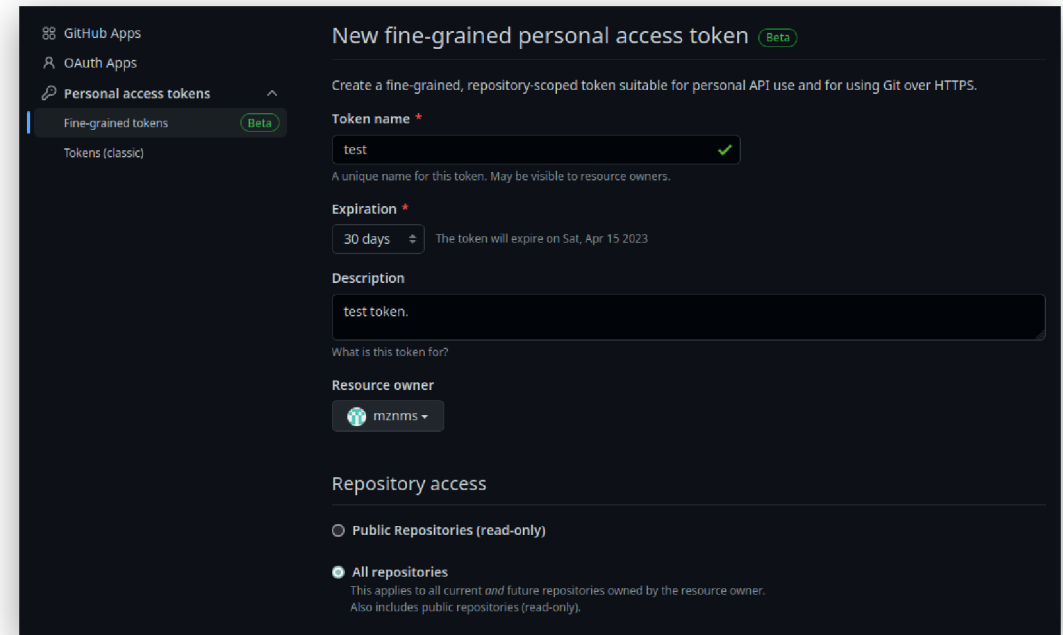 GitHub Apps
OAuth Apps
Personal access tokens
Fine-grained tokens Beta
Tokens (classic)
New fine-grained personal access token Beta
Create a fine-grained, repository-scoped token suitable for personal API use and for using Git over HTTPS.
Token name *
test
A unique name for this token. May be visible to resource owners.
Expiration *
30 days The token will expire on Sat, Apr 15 2023
Description
test token.
What is this token for?
Resource owner
mznms
Repository access
Public Repositories (read-only)
All repositories
This applies to all current and future repositories owned by the resource owner.
Also includes public repositories (read-only).